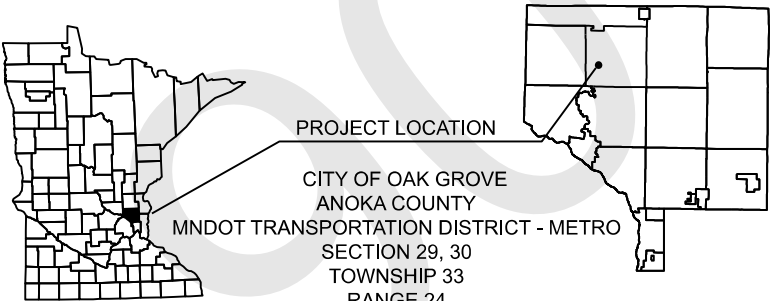 PROJECT LOCATION
CITY OF OAK GROVE
ANOKA COUNTY
MNDOT TRANSPORTATION DISTRICT - METRO
SECTION 29, 30
TOWNSHIP 33
RANGE 24